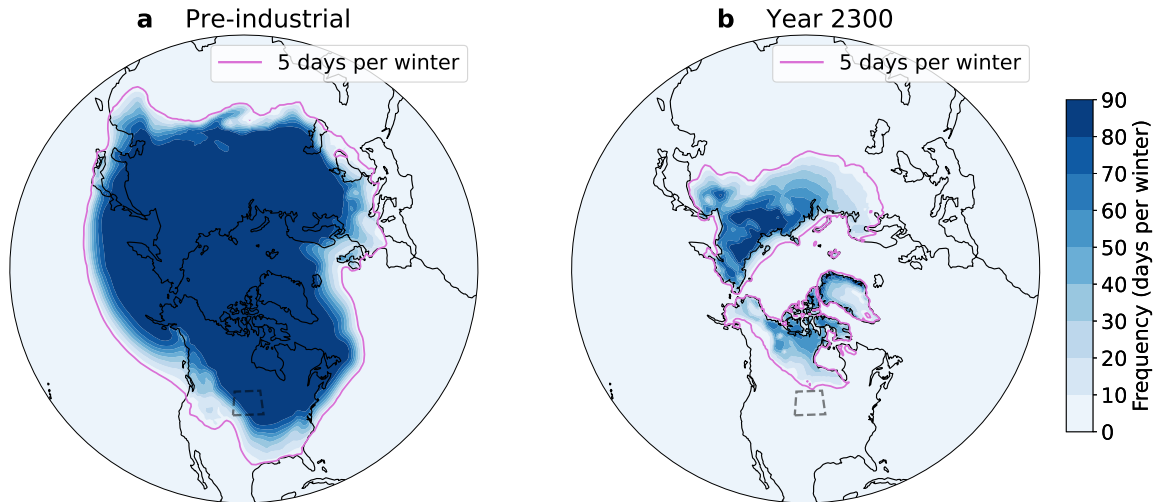 a Pre-industrial
5 days per winter
b Year 2300
5 days per winter
90
80
70
60
50
40
30
20
10
0
Frequency (days per winter)